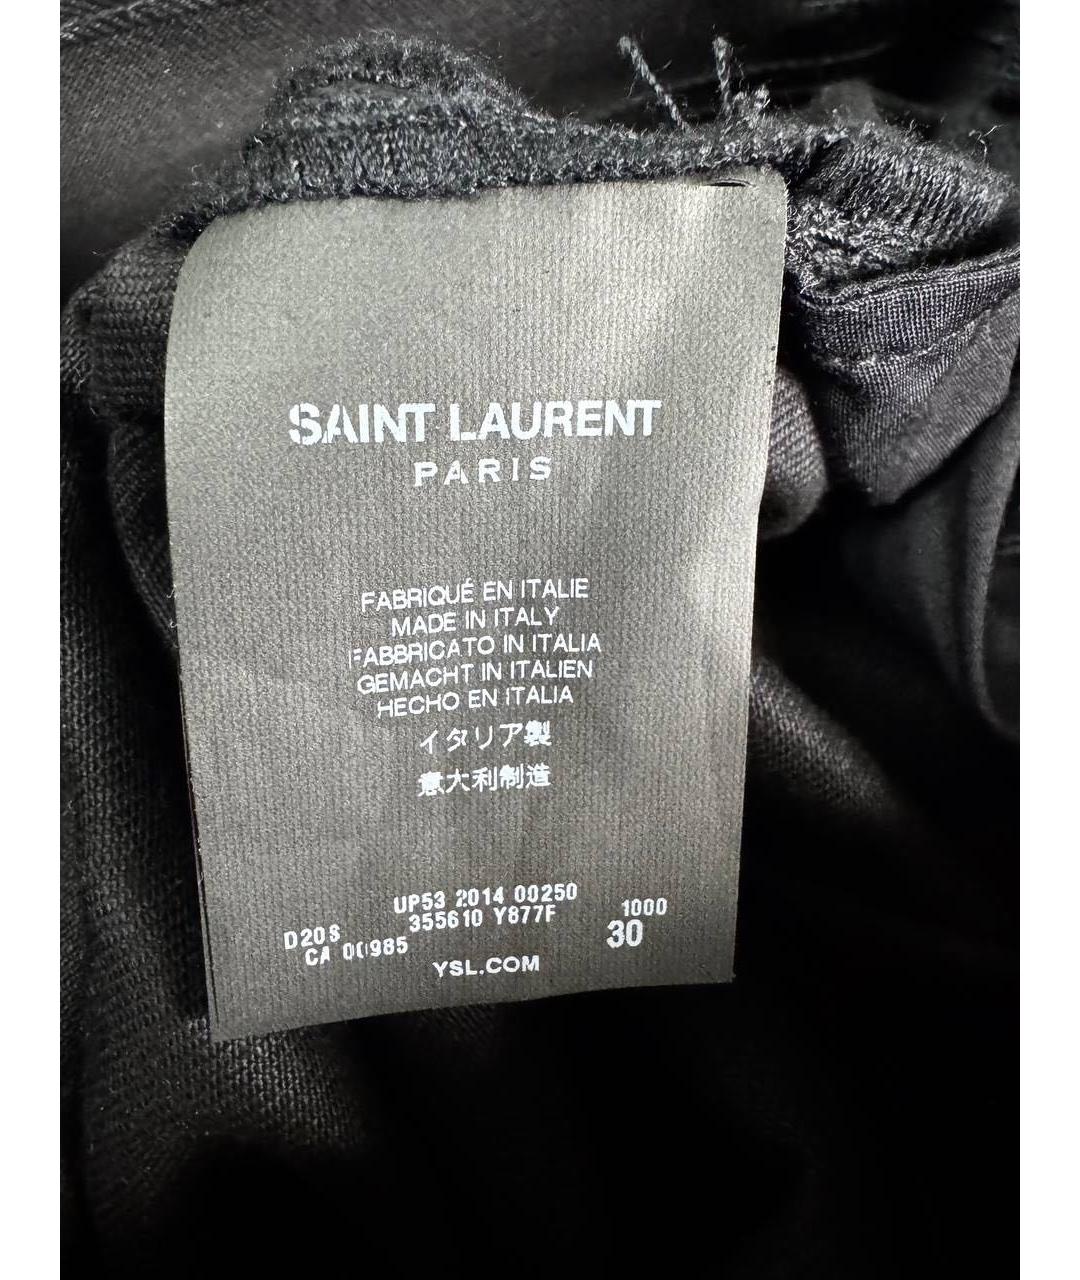 SAINT LAURENT
PARIS
FABRIQUÉ EN ITALIE
MADE IN ITALY
FABBRICATO IN ITALIA
GEMACHT IN ITALIEN
HECHO EN ITALIA
イタリア製
意大利制造
UP53 2014 00250
D20S 355610 Y877F 1000
CA 00985 30
YSL.COM